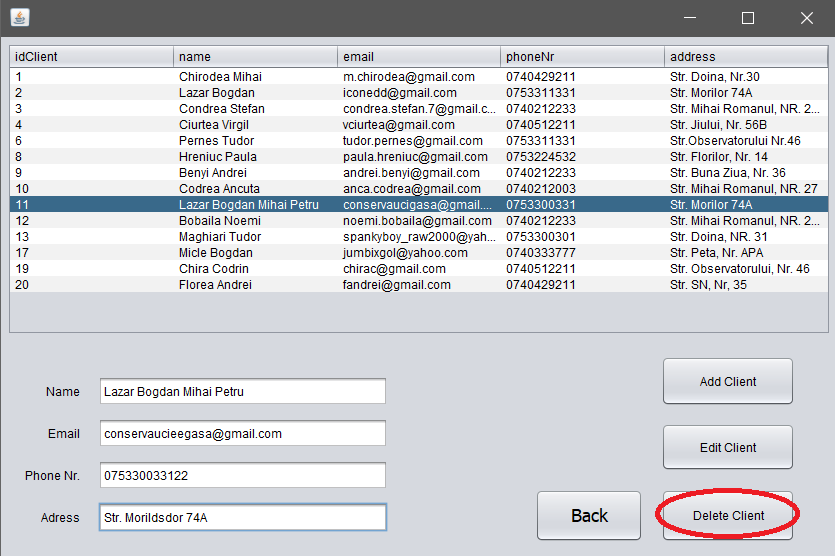 idClient name email phoneNr address
1 Chirodea Mihai m.chirodea@gmail.com 0740429211 Str. Doina, Nr.30
2 Lazar Bogdan iconedd@gmail.com 0753311331 Str. Morilor 74A
3 Condrea Stefan condrea.stefan.7@gmail.c... 0740212233 Str. Mihai Romanul, NR. 2...
4 Ciurtea Virgil vciurtea@gmail.com 0740512211 Str. Jiului, Nr. 56B
6 Pernes Tudor tudor.pernes@gmail.com 0753311331 Str.Observatorului Nr.46
8 Hreniuc Paula paula.hreniuc@gmail.com 0753224532 Str. Florilor, Nr. 14
9 Benyi Andrei andrei.benyi@gmail.com 0740212233 Str. Buna Ziua, Nr. 36
10 Codrea Ancuta anca.codrea@gmail.com 0740212003 Str. Mihai Romanul, NR. 27
11 Lazar Bogdan Mihai Petru conservaucigasa@gmail.... 0753300331 Str. Morilor 74A
12 Bobaila Noemi noemi.bobaila@gmail.com 0740212233 Str. Mihai Romanul, NR. 2...
13 Maghiari Tudor spankyboy_raw2000@yah... 0753300301 Str. Doina, NR. 31
17 Micle Bogdan jumbixgol@yahoo.com 0740333777 Str. Peta, Nr. APA
19 Chira Codrin chirac@gmail.com 0740512211 Str. Observatorului, Nr. 46
20 Florea Andrei fandrei@gmail.com 0740429211 Str. SN, Nr, 35
Name Lazar Bogdan Mihai Petru
Add Client
Email conservaucieegasa@gmail.com
Edit Client
Phone Nr. 075330033122
Adress Str. Morildsdor 74A
Back
Delete Client